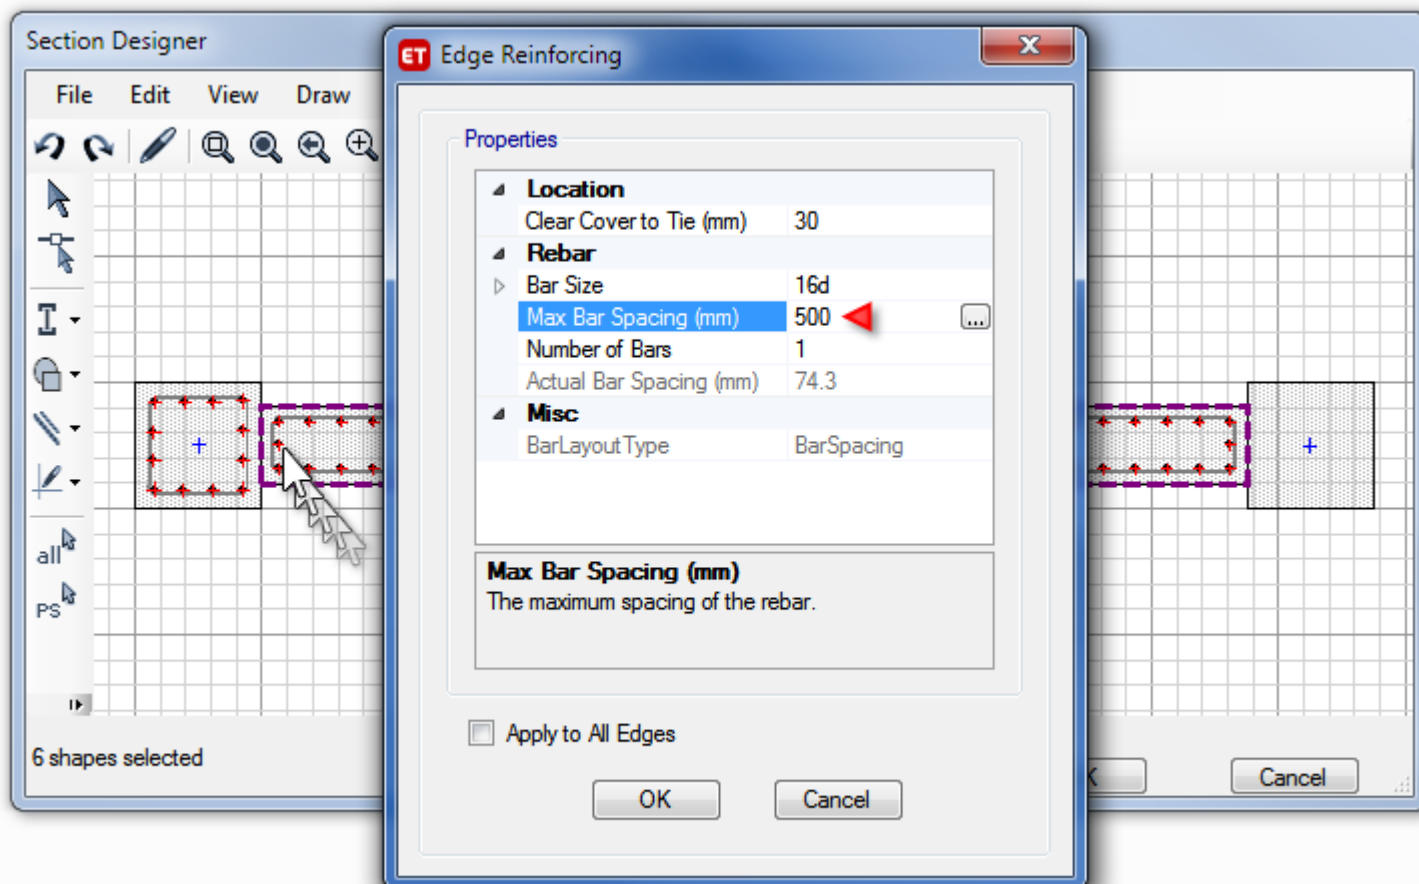 Section Designer
File Edit View Draw
all
PS
6 shapes selected
K
Cancel
ET Edge Reinforcing
Properties
Location
Clear Cover to Tie (mm) 30
Rebar
Bar Size 16d
Max Bar Spacing (mm) 500 ...
Number of Bars 1
Actual Bar Spacing (mm) 74.3
Misc
BarLayoutType BarSpacing
Max Bar Spacing (mm)
The maximum spacing of the rebar.
Apply to All Edges
OK Cancel